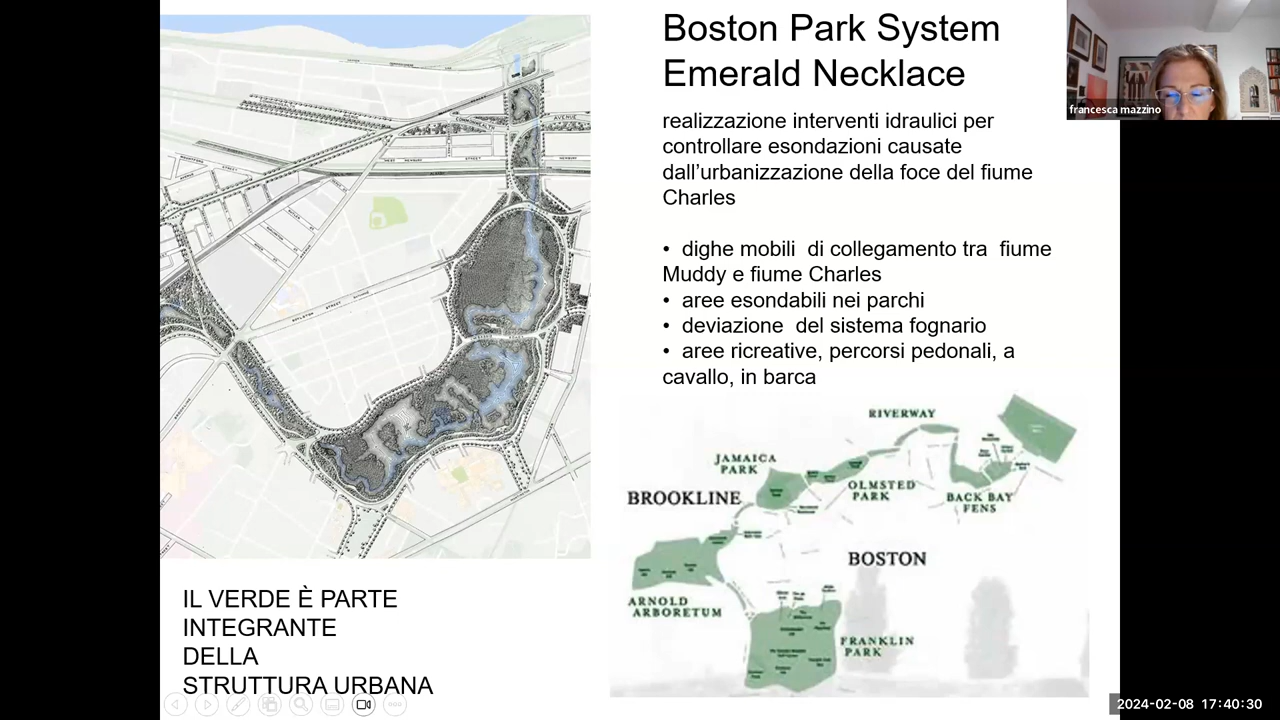 Boston Park System
Emerald Necklace
francesca mazzino
realizzazione interventi idraulici per
controllare esondazioni causate
dall’urbanizzazione della foce del fiume
Charles
• dighe mobili di collegamento tra fiume
Muddy e fiume Charles
• aree esondabili nei parchi
• deviazione del sistema fognario
• aree ricreative, percorsi pedonali, a
cavallo, in barca
AVENUE
RIVERWAY
JAMAICA
PARK
OLMSTED
PARK
BROOKLINE
BACK BAY
FENS
BOSTON
ARNOLD
ARBORETUM
FRANKLIN
PARK
IL VERDE È PARTE
INTEGRANTE
DELLA
STRUTTURA URBANA
2024-02-08 17:40:30